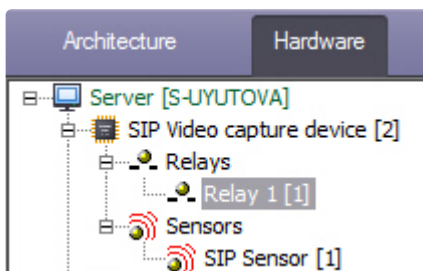 Architecture Hardware
Server [S-UYUTOVA]
SIP Video capture device [2]
Relays
Relay 1 [1]
Sensors
SIP Sensor [1]